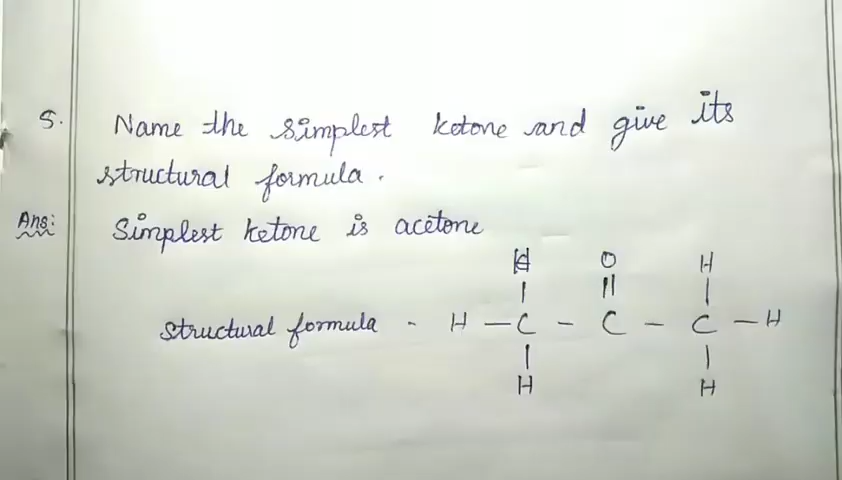 5. Name the simplest ketone and give its
structural formula.
Ans: Simplest ketone is acetone
H O H
| || |
structural formula - H — C — C — C — H
| |
H H